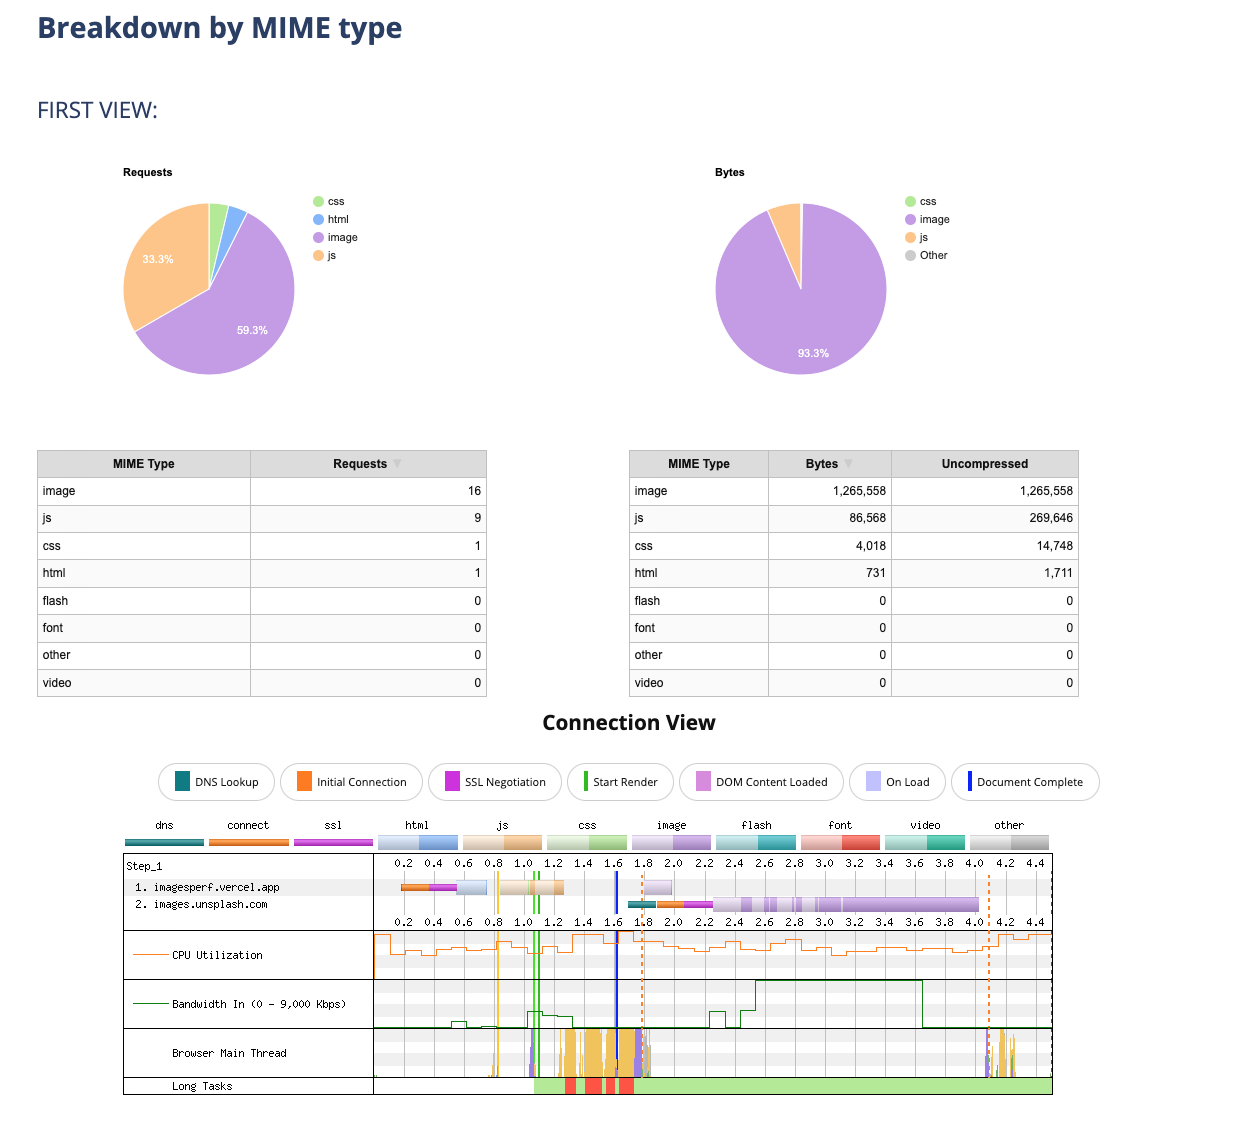 Breakdown by MIME type
FIRST VIEW:
Requests
css
html
image
js
33.3%
59.3%
Bytes
css
image
js
Other
93.3%
MIME Type Requests
image 16
js 9
css 1
html 1
flash 0
font 0
other 0
video 0
MIME Type Bytes Uncompressed
image 1,265,558 1,265,558
js 86,568 269,646
css 4,018 14,748
html 731 1,711
flash 0 0
font 0 0
other 0 0
video 0 0
Connection View
DNS Lookup Initial Connection SSL Negotiation Start Render DOM Content Loaded On Load Document Complete
dns connect ssl html js css image flash font video other
Step_1 0.2 0.4 0.6 0.8 1.0 1.2 1.4 1.6 1.8 2.0 2.2 2.4 2.6 2.8 3.0 3.2 3.4 3.6 3.8 4.0 4.2 4.4
1. imagesperf.vercel.app
2. images.unsplash.com
0.2 0.4 0.6 0.8 1.0 1.2 1.4 1.6 1.8 2.0 2.2 2.4 2.6 2.8 3.0 3.2 3.4 3.6 3.8 4.0 4.2 4.4
CPU Utilization
Bandwidth In (0 - 9,000 Kbps)
Browser Main Thread
Long Tasks